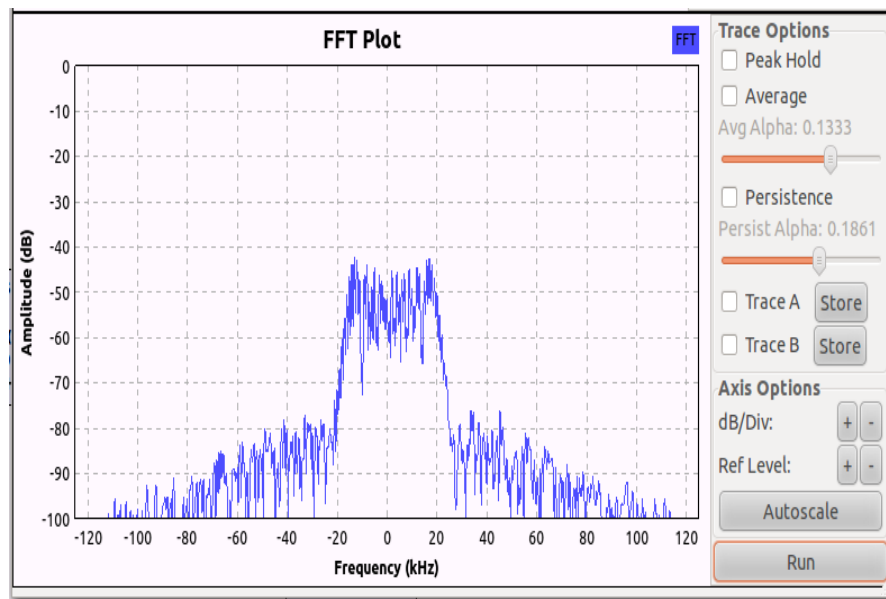 FFT Plot
FFT
0
-10
-20
-30
-40
-50
-60
-70
-80
-90
-100
Amplitude (dB)
-120 -100 -80 -60 -40 -20 0 20 40 60 80 100 120
Frequency (kHz)
Trace Options
Peak Hold
Average
Avg Alpha: 0.1333
Persistence
Persist Alpha: 0.1861
Trace A Store
Trace B Store
Axis Options
dB/Div: + -
Ref Level: + -
Autoscale
Run